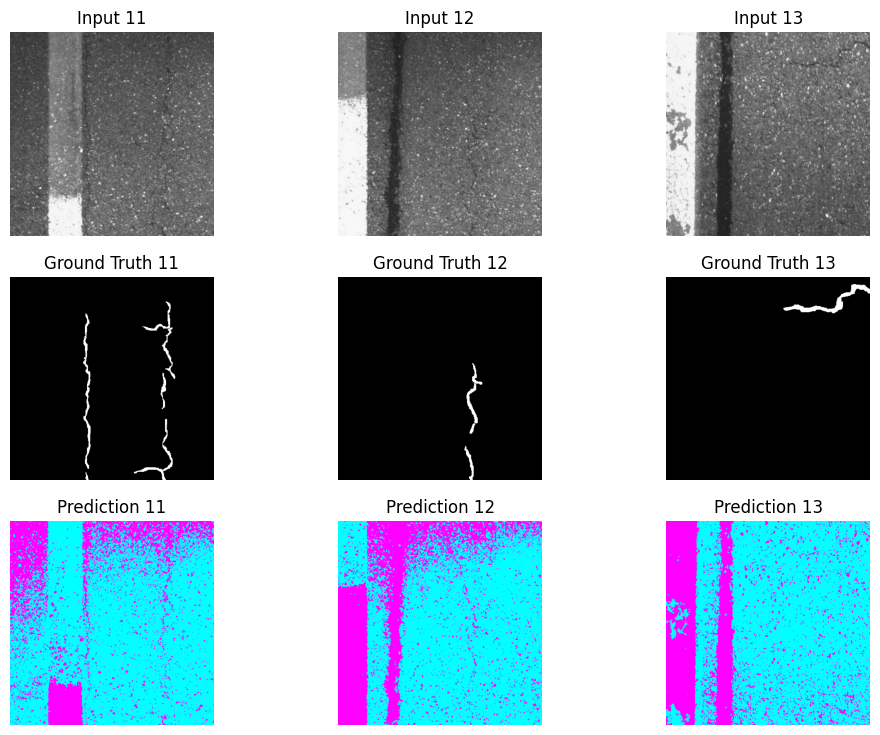 Input 11
Input 12
Input 13
Ground Truth 11
Ground Truth 12
Ground Truth 13
Prediction 11
Prediction 12
Prediction 13